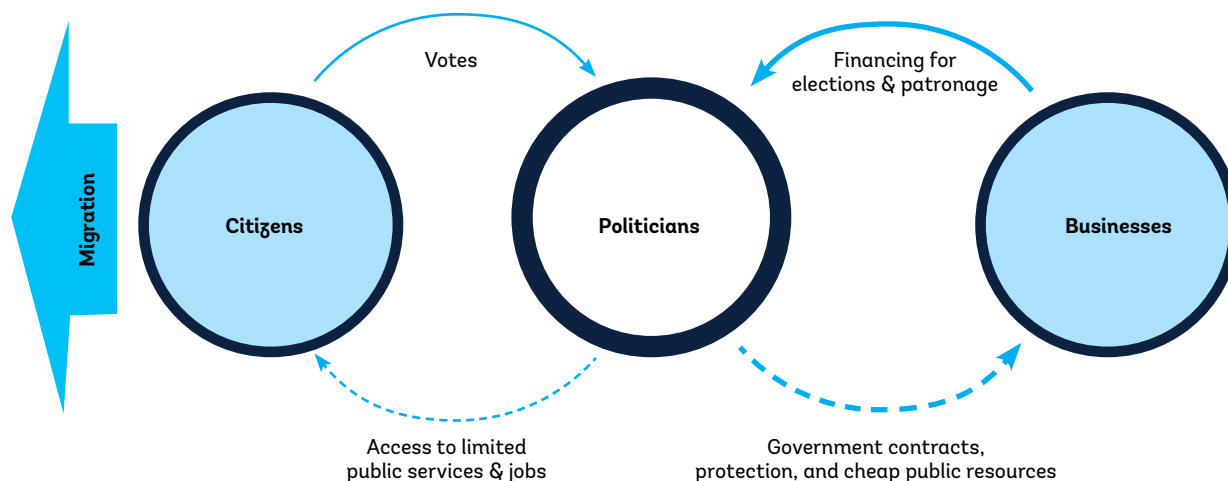 Votes
Financing for
elections & patronage
Migration
Citizens
Politicians
Businesses
Access to limited
public services & jobs
Government contracts,
protection, and cheap public resources